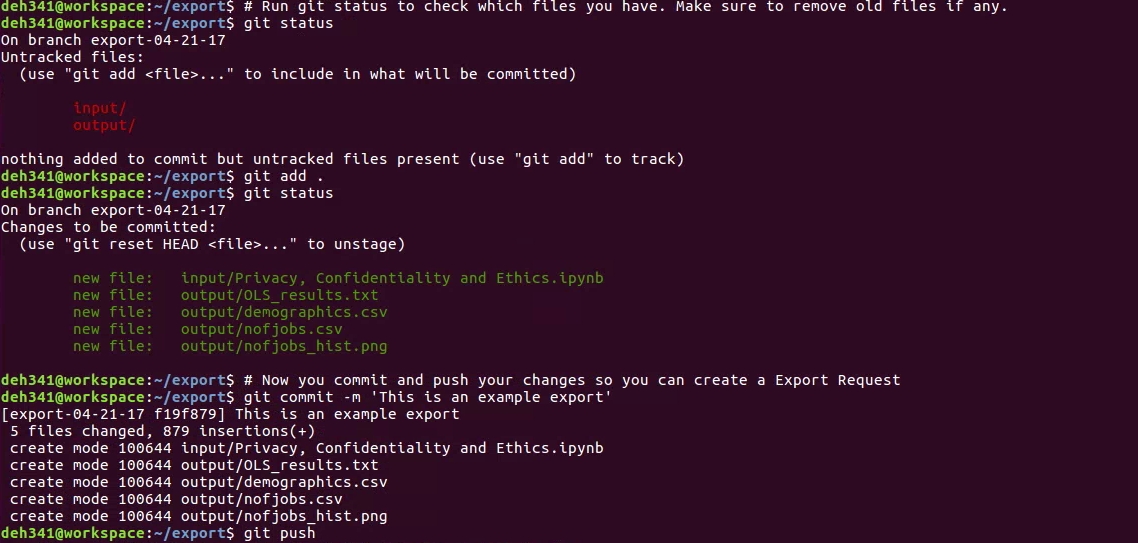 deh341@workspace:~/export$ # Run git status to check which files you have. Make sure to remove old files if any.
deh341@workspace:~/export$ git status
On branch export-04-21-17
Untracked files:
  (use "git add <file>..." to include in what will be committed)
        input/
        output/
nothing added to commit but untracked files present (use "git add" to track)
deh341@workspace:~/export$ git add .
deh341@workspace:~/export$ git status
On branch export-04-21-17
Changes to be committed:
  (use "git reset HEAD <file>..." to unstage)
        new file:   input/Privacy, Confidentiality and Ethics.ipynb
        new file:   output/OLS_results.txt
        new file:   output/demographics.csv
        new file:   output/nofjobs.csv
        new file:   output/nofjobs_hist.png
deh341@workspace:~/export$ # Now you commit and push your changes so you can create a Export Request
deh341@workspace:~/export$ git commit -m 'This is an example export'
[export-04-21-17 f19f879] This is an example export
 5 files changed, 879 insertions(+)
 create mode 100644 input/Privacy, Confidentiality and Ethics.ipynb
 create mode 100644 output/OLS_results.txt
 create mode 100644 output/demographics.csv
 create mode 100644 output/nofjobs.csv
 create mode 100644 output/nofjobs_hist.png
deh341@workspace:~/export$ git push